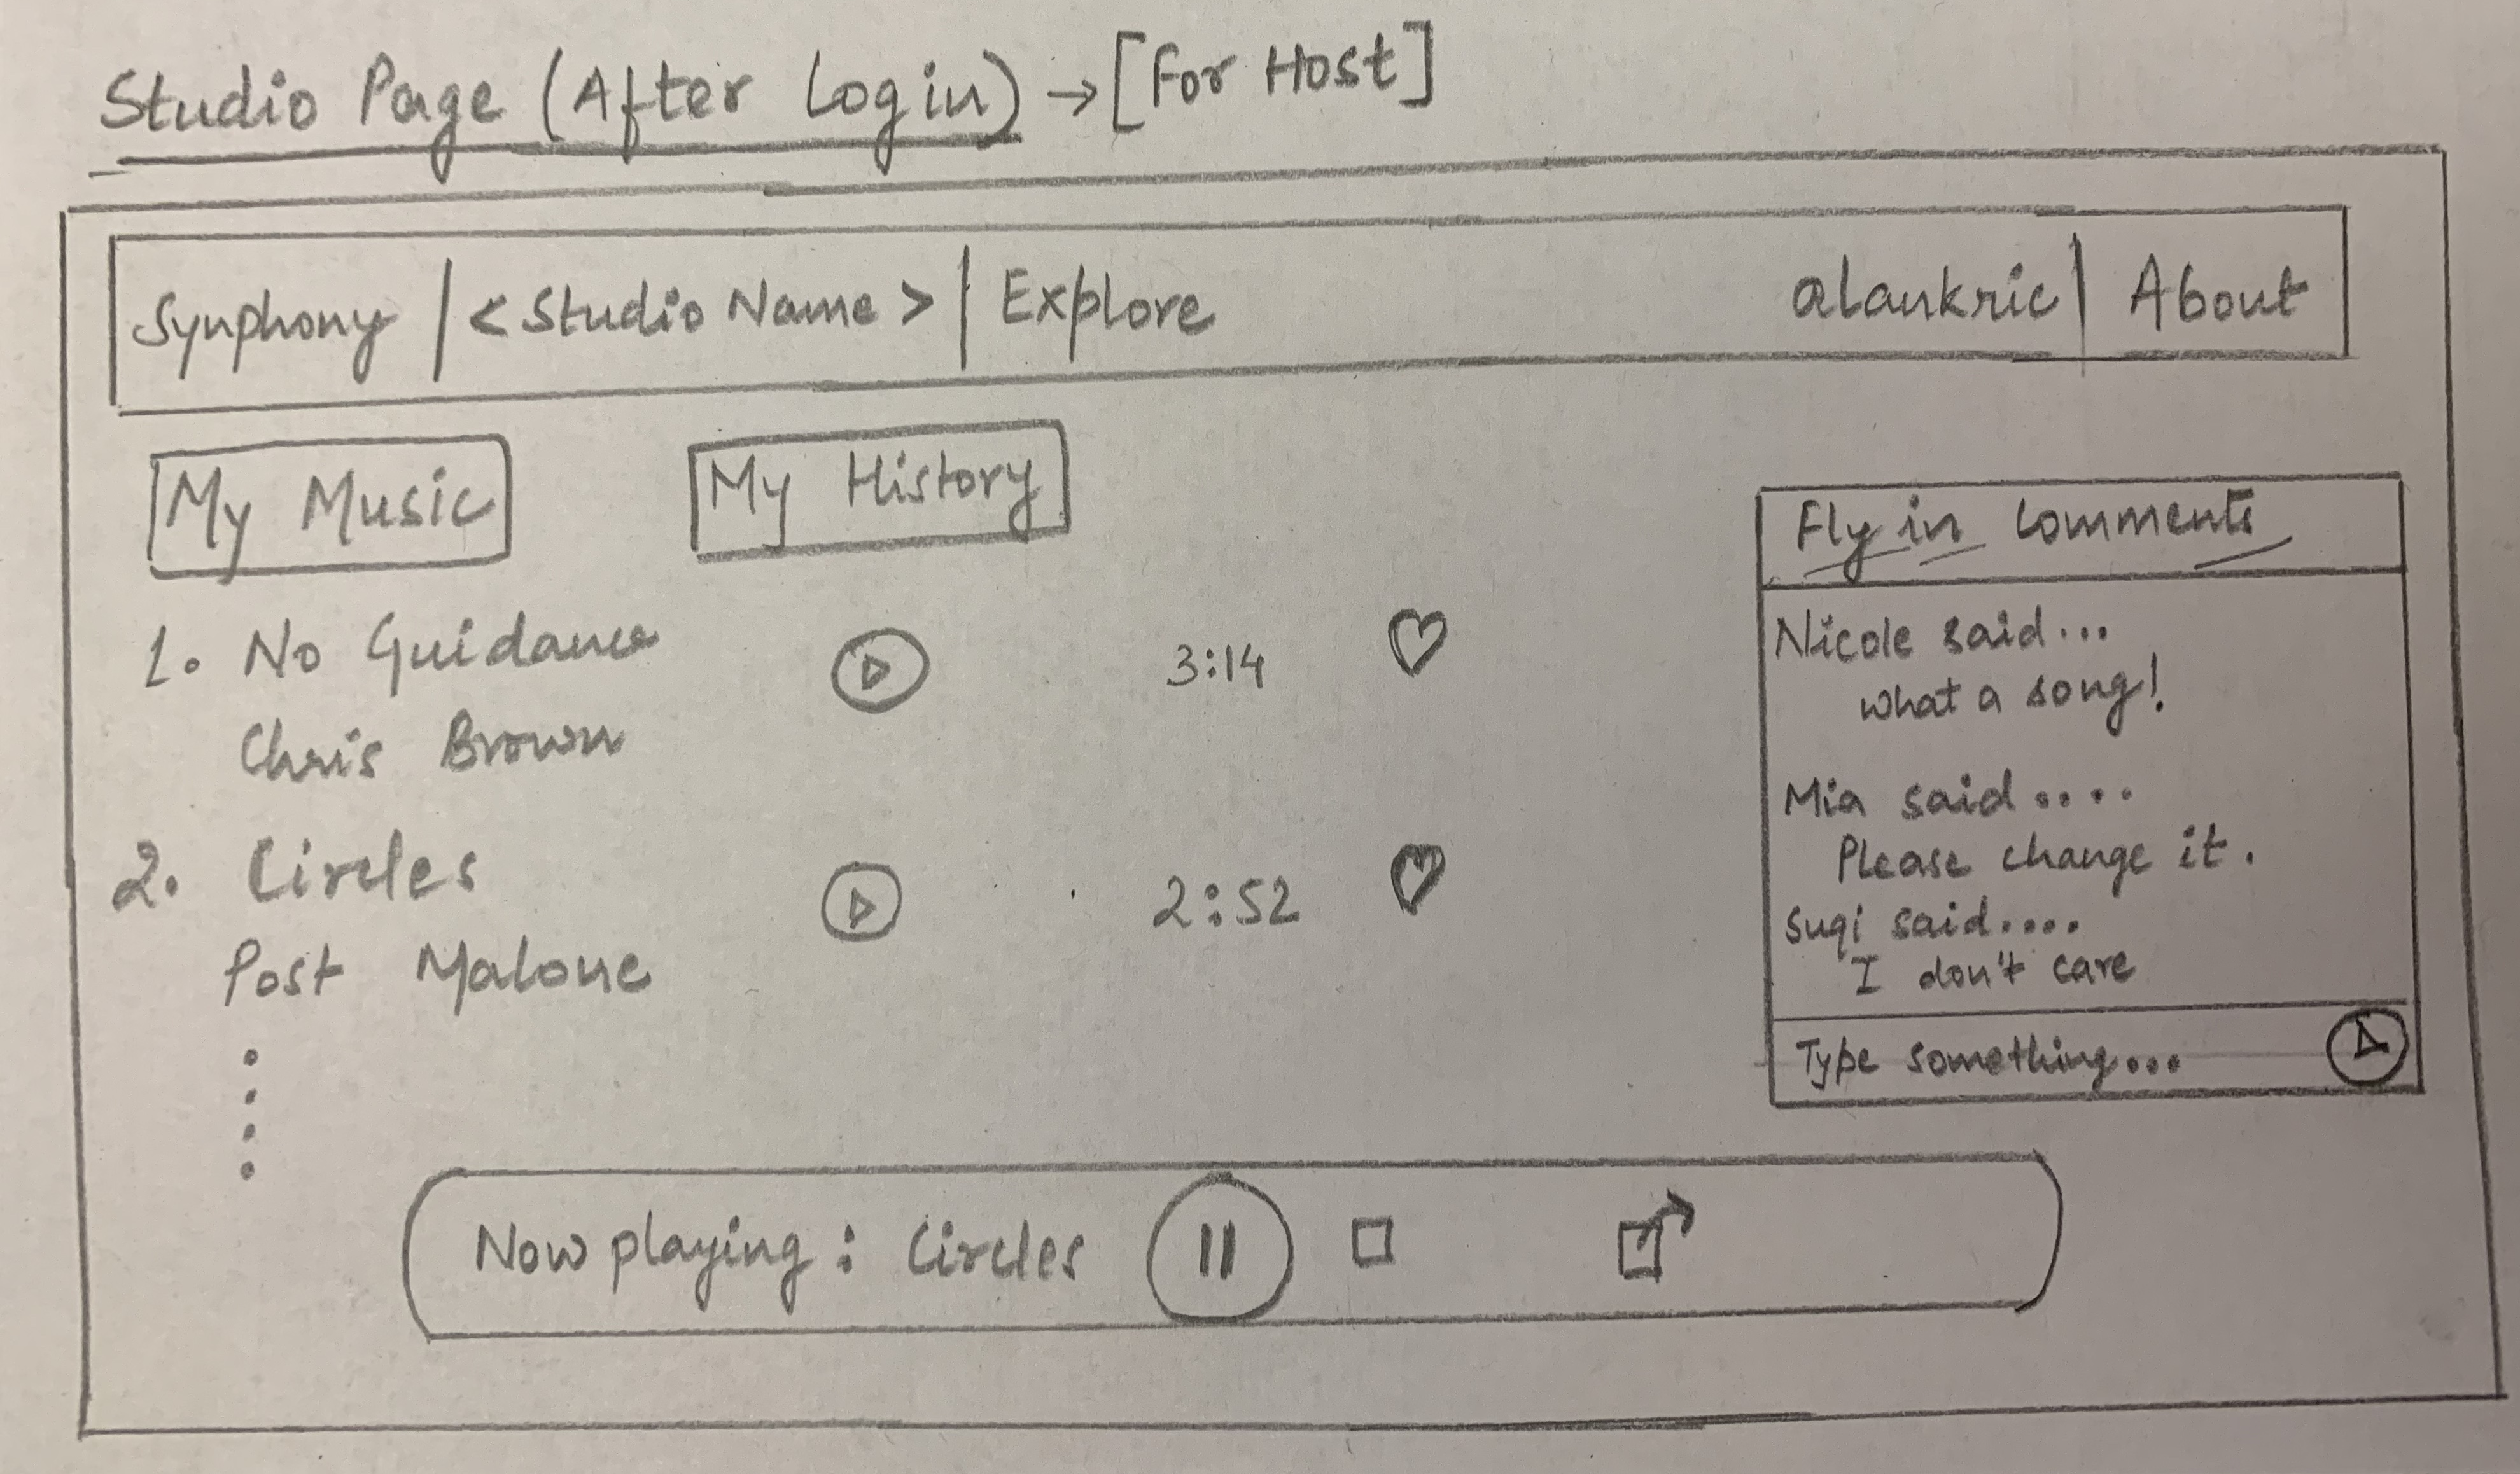 Studio Page (After Login) → [For Host]
Synphony | < Studio Name > | Explore
alankric | About
My Music
My History
1. No Guidance
Chris Brown
3:14
2. Circles
Post Malone
2:52
Fly in Comments
Nicole said...
what a song!
Mia said....
Please change it.
Suqi said....
I don't care
Type something...
Now playing: Circles